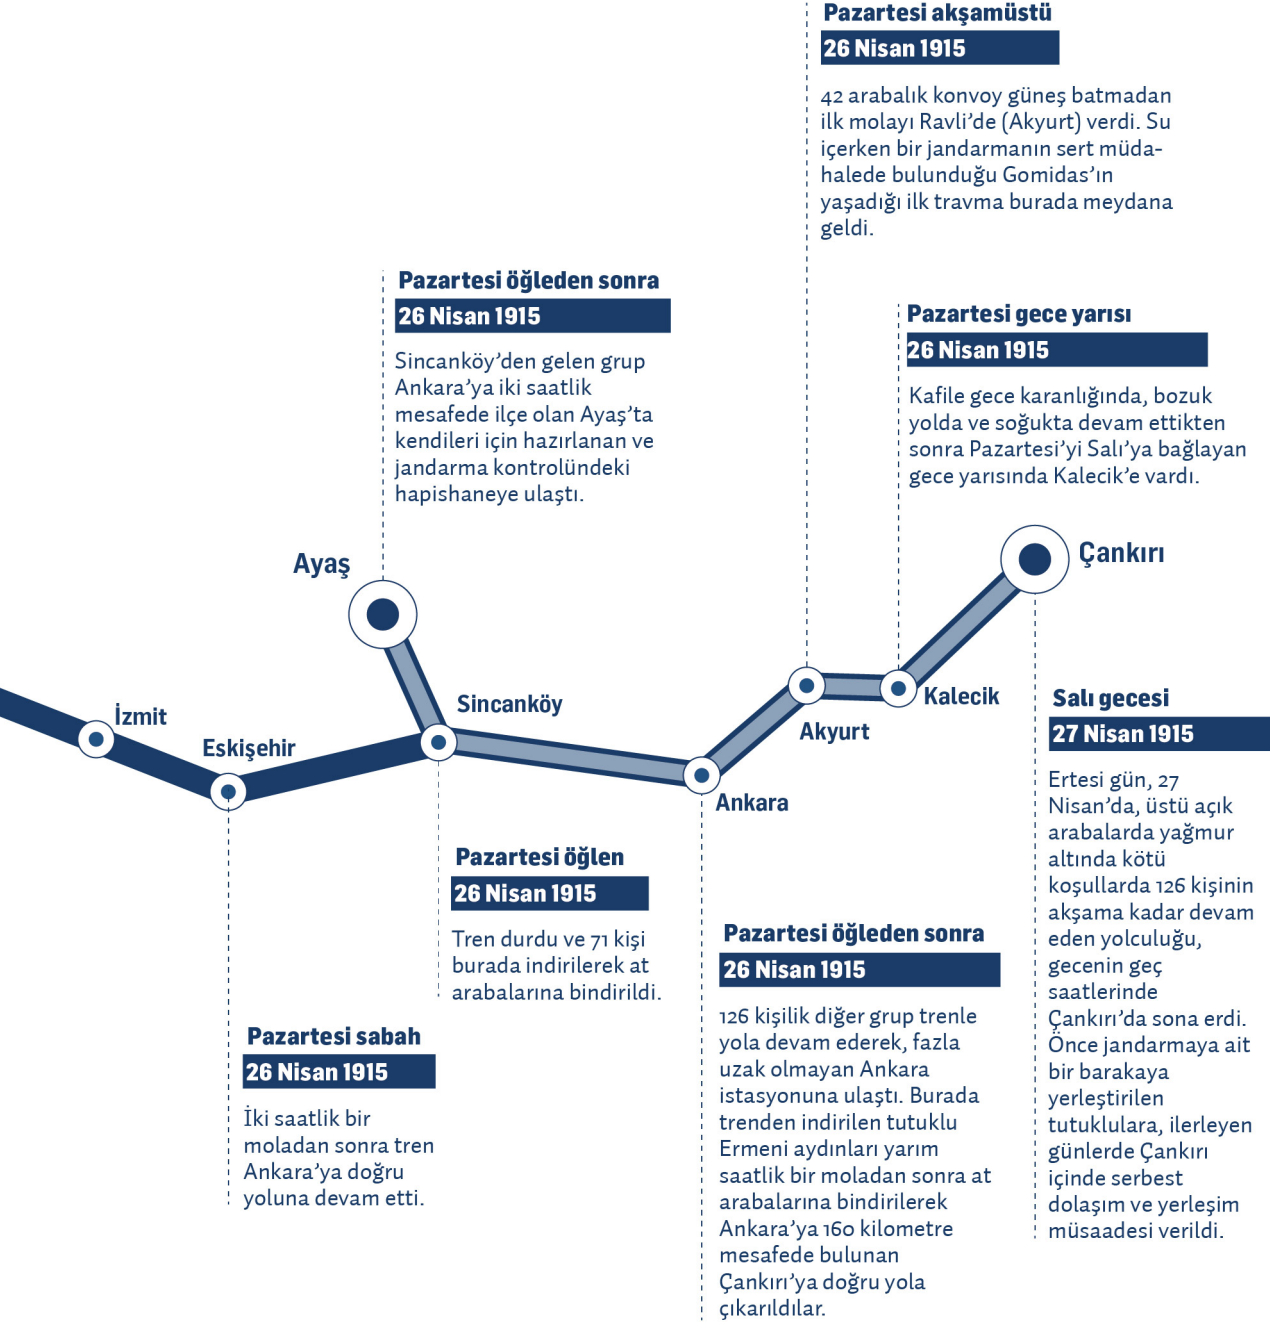 Pazartesi akşamüstü
26 Nisan 1915
42 arabalık konvoy güneş batmadan
ilk molayı Ravli’de (Akyurt) verdi. Su
içerken bir jandarmanın sert müda-
halede bulunduğu Gomidas’ın
yaşadığı ilk travma burada meydana
geldi.
Pazartesi öğleden sonra
26 Nisan 1915
Sincanköy’den gelen grup
Ankara’ya iki saatlik
mesafede ilçe olan Ayaş’ta
kendileri için hazırlanan ve
jandarma kontrolündeki
hapishaneye ulaştı.
Pazartesi gece yarısı
26 Nisan 1915
Kafile gece karanlığında, bozuk
yolda ve soğukta devam ettikten
sonra Pazartesi’yi Salı’ya bağlayan
gece yarısında Kalecik’e vardı.
Ayaş
Çankırı
İzmit
Eskişehir
Sincanköy
Ankara
Akyurt
Kalecik
Pazartesi sabah
26 Nisan 1915
İki saatlik bir
moladan sonra tren
Ankara’ya doğru
yoluna devam etti.
Pazartesi öğlen
26 Nisan 1915
Tren durdu ve 71 kişi
burada indirilerek at
arabalarına bindirildi.
Pazartesi öğleden sonra
26 Nisan 1915
126 kişilik diğer grup trenle
yola devam ederek, fazla
uzak olmayan Ankara
istasyonuna ulaştı. Burada
trenden indirilen tutuklu
Ermeni aydınları yarım
saatlik bir moladan sonra at
arabalarına bindirilerek
Ankara’ya 160 kilometre
mesafede bulunan
Çankırı’ya doğru yola
çıkarıldılar.
Salı gecesi
27 Nisan 1915
Ertesi gün, 27
Nisan’da, üstü açık
arabalarda yağmur
altında kötü
koşullarda 126 kişinin
akşama kadar devam
eden yolculuğu,
gecenin geç
saatlerinde
Çankırı’da sona erdi.
Önce jandarmaya ait
bir barakaya
yerleştirilen
tutuklulara, ilerleyen
günlerde Çankırı
içinde serbest
dolaşım ve yerleşim
müsaadesi verildi.